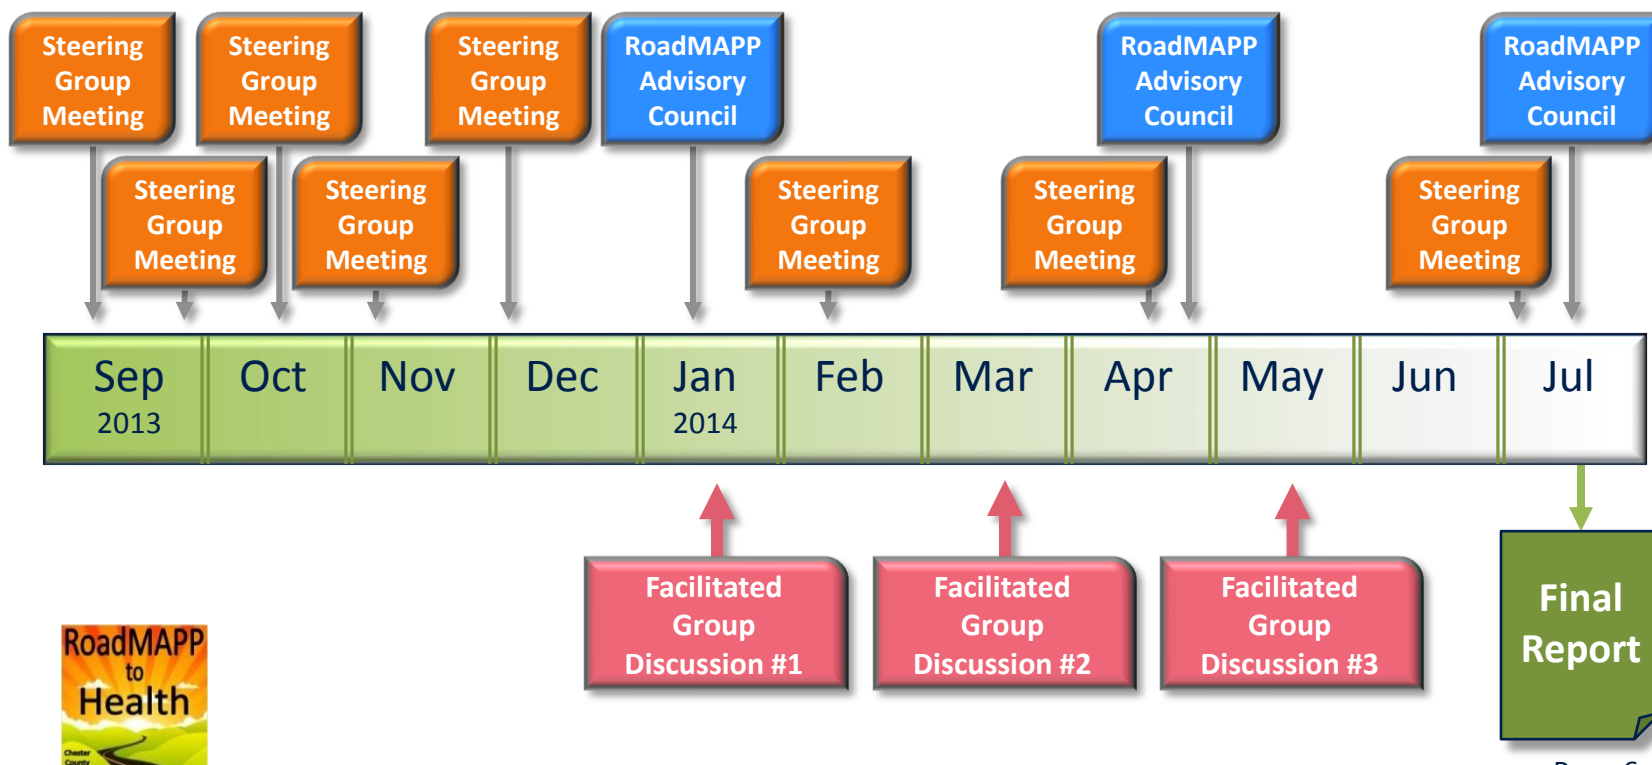 Steering
Group
Meeting
Steering
Group
Meeting
Steering
Group
Meeting
RoadMAPP
Advisory
Council
RoadMAPP
Advisory
Council
RoadMAPP
Advisory
Council
Steering
Group
Meeting
Steering
Group
Meeting
Steering
Group
Meeting
Steering
Group
Meeting
Steering
Group
Meeting
Sep
2013
Oct
Nov
Dec
Jan
2014
Feb
Mar
Apr
May
Jun
Jul
Facilitated
Group
Discussion #1
Facilitated
Group
Discussion #2
Facilitated
Group
Discussion #3
Final
Report
RoadMAPP
to
Health
Chester
County